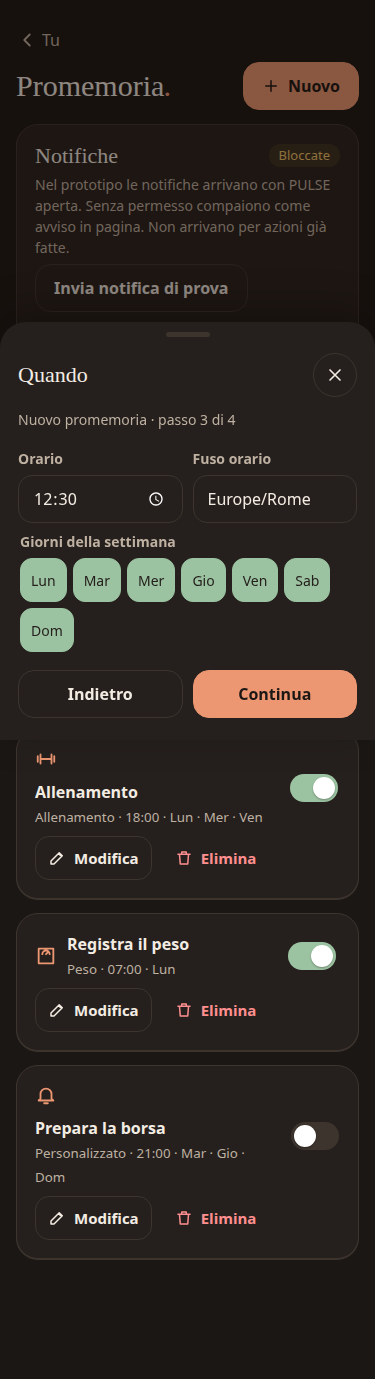 Tu
Promemoria.
Nuovo
Notifiche
Bloccate
Nel prototipo le notifiche arrivano con PULSE
aperta. Senza permesso compaiono come
avviso in pagina. Non arrivano per azioni già
fatte.
Invia notifica di prova
Quando
Nuovo promemoria · passo 3 di 4
Orario
Fuso orario
12:30
Europe/Rome
Giorni della settimana
Lun
Mar
Mer
Gio
Ven
Sab
Dom
Indietro
Continua
Allenamento
Allenamento · 18:00 · Lun · Mer · Ven
Modifica
Elimina
Registra il peso
Peso · 07:00 · Lun
Modifica
Elimina
Prepara la borsa
Personalizzato · 21:00 · Mar · Gio ·
Dom
Modifica
Elimina